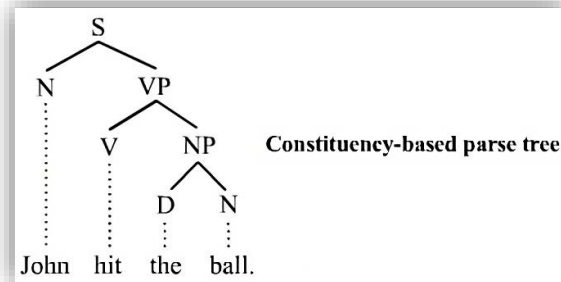 S
N VP
V NP Constituency-based parse tree
D N
John hit the ball.